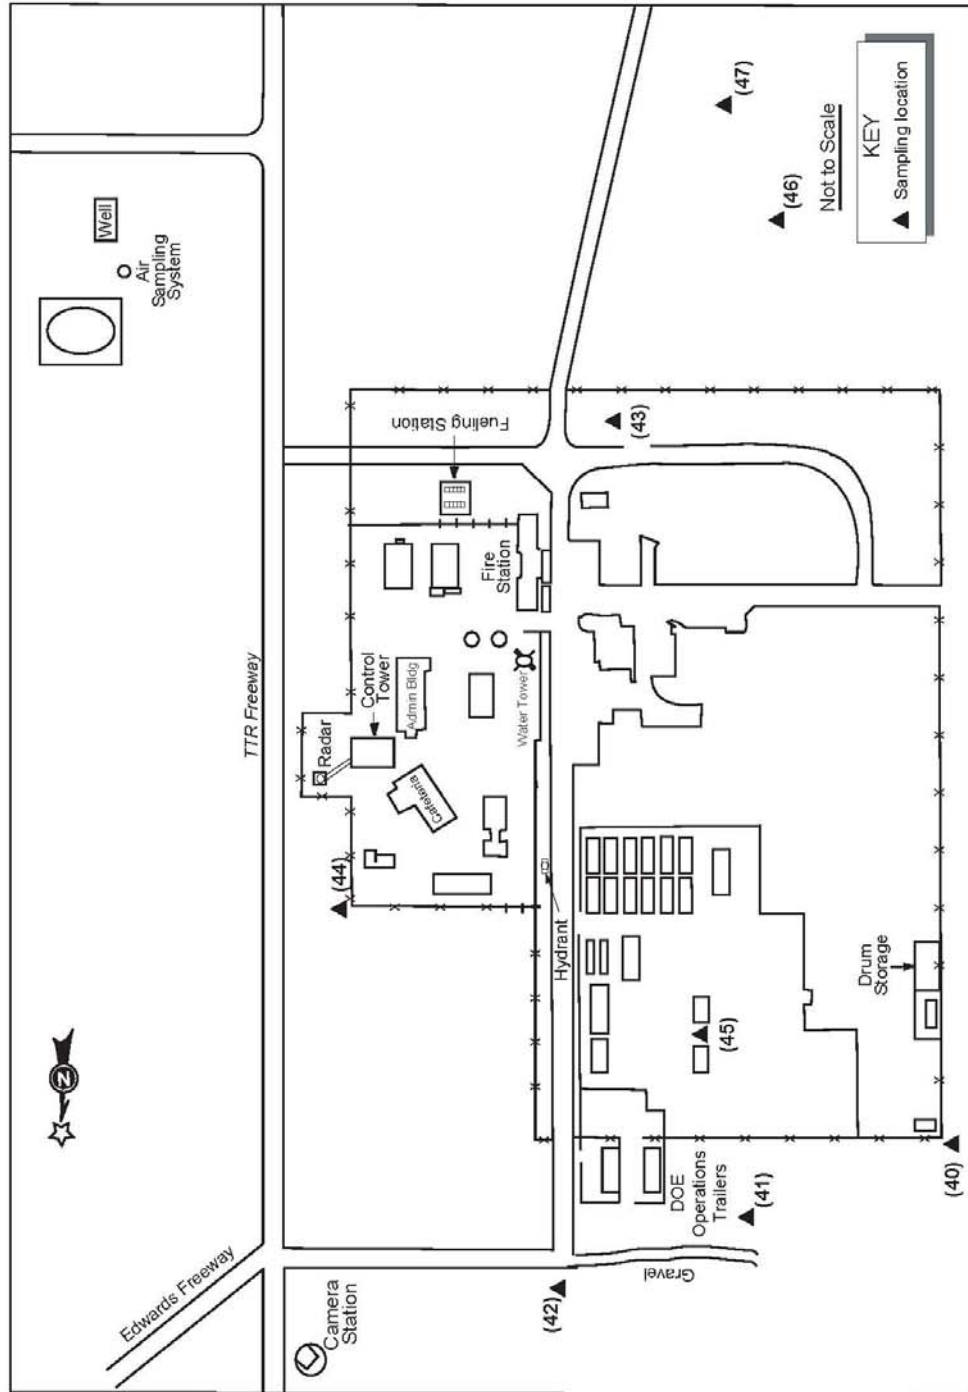 Well
Air
Sampling
System
(47)
(46)
Not to Scale
KEY
Sampling location
Fueling Station
(43)
Fire
Station
TTR Freeway
Control
Tower
Radar
Admin Bldg
Water Tower
Cafeteria
(44)
Hydrant
Drum
Storage
(45)
N
DOE
Operations
Trailers
(41)
(40)
Gravel
(42)
Edwards Freeway
Camera
Station